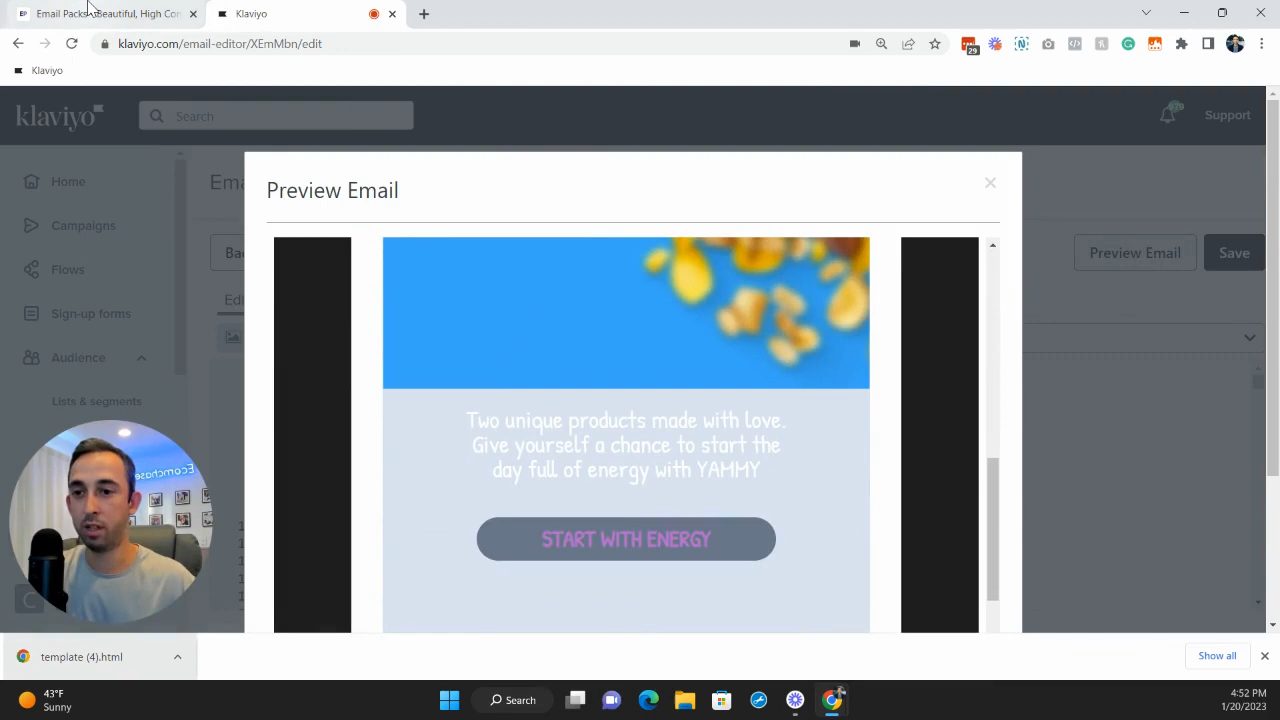 Email Packs - Beautiful, High Con
Klaviyo
klaviyo.com/email-editor/XEmMbn/edit
29
Klaviyo
klaviyo
Search
Support
Preview Email
Home
Campaigns
Flows
Sign-up forms
Audience
Lists & segments
Preview Email
Save
Two unique products made with love.
Give yourself a chance to start the
day full of energy with YAMMY
START WITH ENERGY
Ecomchase
template (4).html
Show all
43°F
Sunny
Search
4:52 PM
1/20/2023